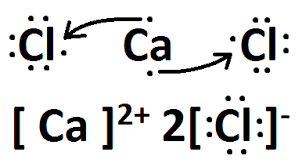 :Cl· Ca ·Cl:
[ Ca ]²⁺ 2[:Cl:]⁻